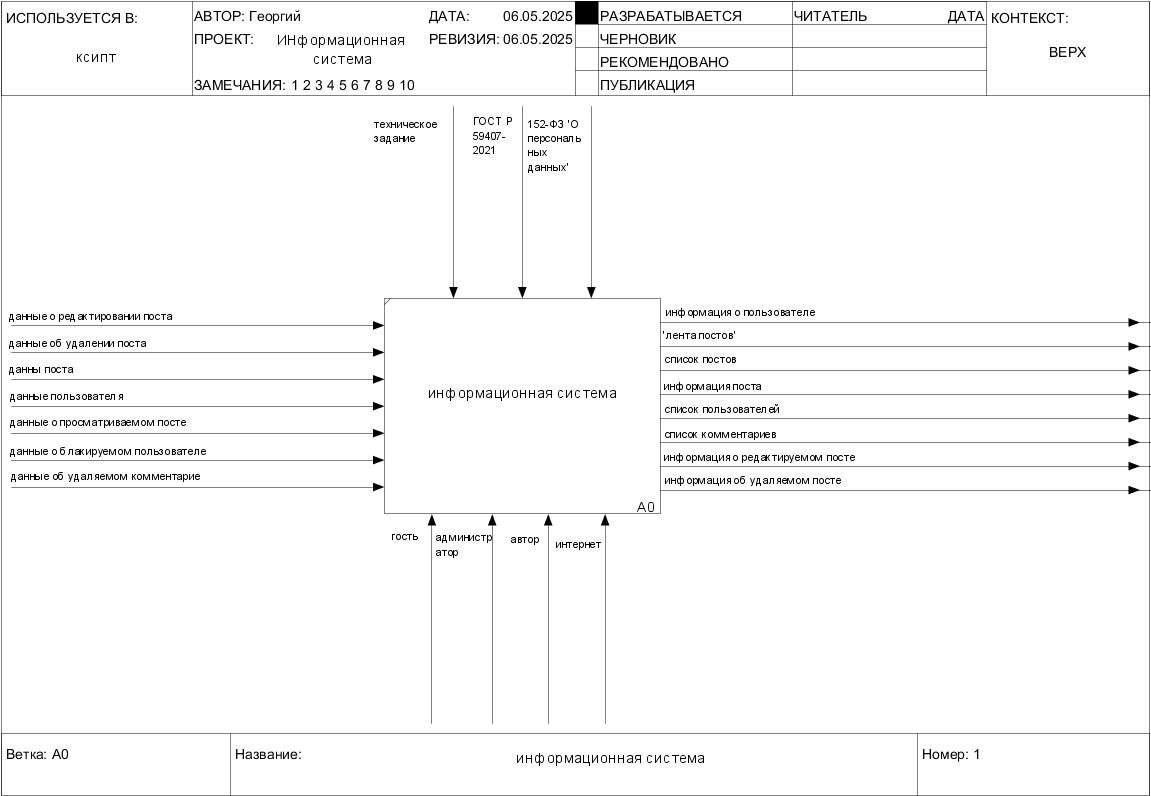 ИСПОЛЬЗУЕТСЯ В:
ксипт
АВТОР: Георгий
ДАТА: 06.05.2025
ПРОЕКТ: ИНформационная
система
РЕВИЗИЯ: 06.05.2025
ЗАМЕЧАНИЯ: 1 2 3 4 5 6 7 8 9 10
РАЗРАБАТЫВАЕТСЯ
ЧЕРНОВИК
РЕКОМЕНДОВАНО
ПУБЛИКАЦИЯ
ЧИТАТЕЛЬ ДАТА
КОНТЕКСТ:
ВЕРХ
техническое
задание
ГОСТ Р
59407-
2021
152-ФЗ 'О
персональ
ных
данных'
данные о редактировании поста
данные об удалении поста
данны поста
данные пользователя
данные о просматриваемом посте
данные о блакируемом пользователе
данные об удаляемом комментарие
информационная система
A0
информация о пользователе
'лента постов'
список постов
информация поста
список пользователей
список комментариев
информация о редактируемом посте
информация об удаляемом посте
гость
администр
атор
автор
интернет
Ветка: A0
Название:
информационная система
Номер: 1